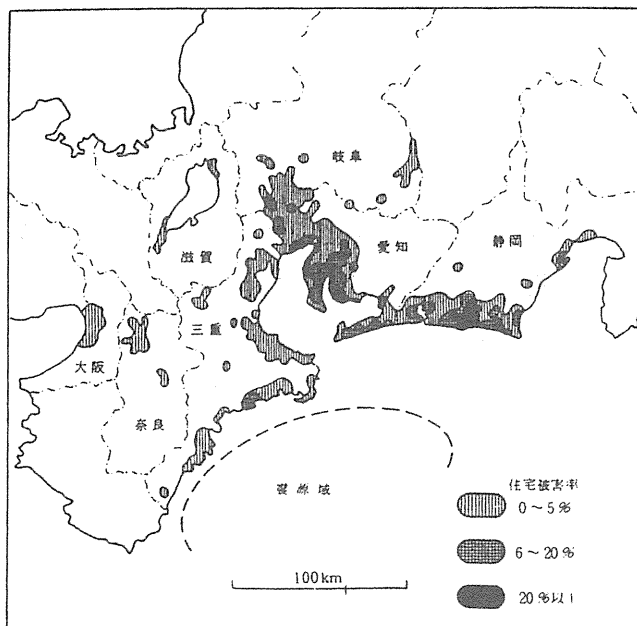 岐阜
愛知
静岡
滋賀
三重
大阪
奈良
震源域
住宅被害率
0～5%
6～20%
20%以上
100km